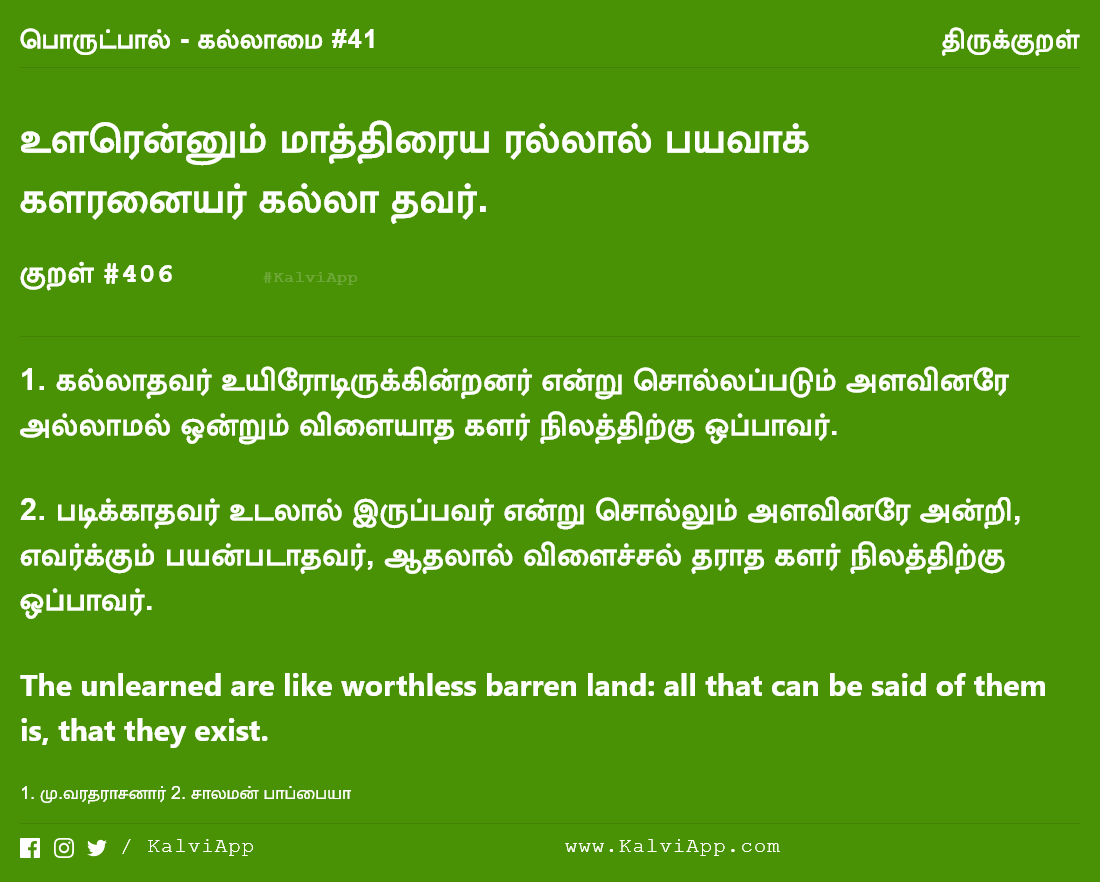 பொருட்பால் - கல்லாமை #41
திருக்குறள்
உளரென்னும் மாத்திரைய ரல்லால் பயவாக்
களரனையர் கல்லா தவர்.
குறள் #406
#KalviApp
1. கல்லாதவர் உயிரோடிருக்கின்றனர் என்று சொல்லப்படும் அளவினரே
அல்லாமல் ஒன்றும் விளையாத களர் நிலத்திற்கு ஒப்பாவர்.
2. படிக்காதவர் உடலால் இருப்பவர் என்று சொல்லும் அளவினரே அன்றி,
எவர்க்கும் பயன்படாதவர், ஆதலால் விளைச்சல் தராத களர் நிலத்திற்கு
ஒப்பாவர்.
The unlearned are like worthless barren land: all that can be said of them
is, that they exist.
1. மு.வரதராசனார் 2. சாலமன் பாப்பையா
/ KalviApp
www.KalviApp.com